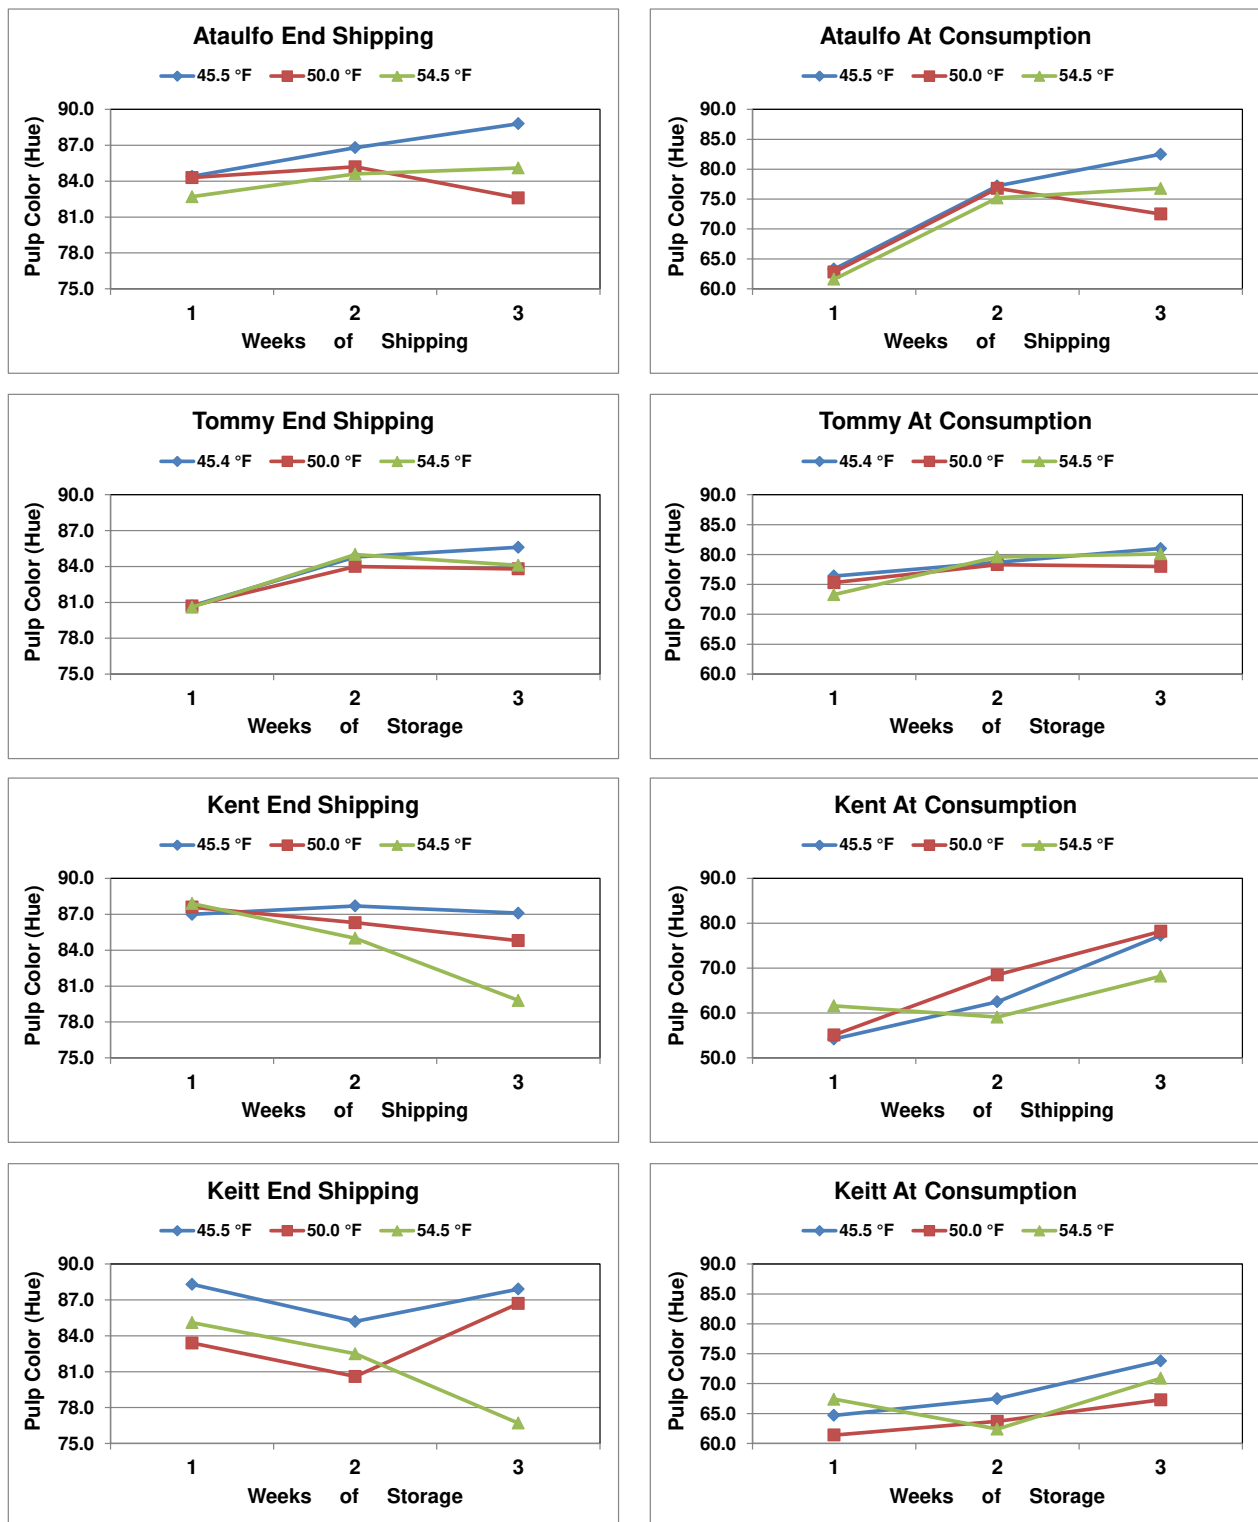 Ataulfo End Shipping
45.5 °F 50.0 °F 54.5 °F
Pulp Color (Hue)
90.0
87.0
84.0
81.0
78.0
75.0
1 2 3
Weeks of Shipping
Ataulfo At Consumption
45.5 °F 50.0 °F 54.5 °F
Pulp Color (Hue)
90.0
85.0
80.0
75.0
70.0
65.0
60.0
1 2 3
Weeks of Shipping
Tommy End Shipping
45.4 °F 50.0 °F 54.5 °F
Pulp Color (Hue)
90.0
87.0
84.0
81.0
78.0
75.0
1 2 3
Weeks of Storage
Tommy At Consumption
45.4 °F 50.0 °F 54.5 °F
Pulp Color (Hue)
90.0
85.0
80.0
75.0
70.0
65.0
60.0
1 2 3
Weeks of Storage
Kent End Shipping
45.5 °F 50.0 °F 54.5 °F
Pulp Color (Hue)
90.0
87.0
84.0
81.0
78.0
75.0
1 2 3
Weeks of Shipping
Kent At Consumption
45.5 °F 50.0 °F 54.5 °F
Pulp Color (Hue)
90.0
80.0
70.0
60.0
50.0
1 2 3
Weeks of Sthipping
Keitt End Shipping
45.5 °F 50.0 °F 54.5 °F
Pulp Color (Hue)
90.0
87.0
84.0
81.0
78.0
75.0
1 2 3
Weeks of Storage
Keitt At Consumption
45.5 °F 50.0 °F 54.5 °F
Pulp Color (Hue)
90.0
85.0
80.0
75.0
70.0
65.0
60.0
1 2 3
Weeks of Storage